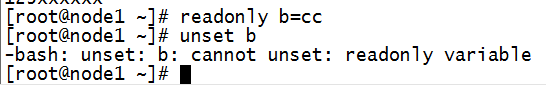 [root@node1 ~]# readonly b=cc
[root@node1 ~]# unset b
-bash: unset: b: cannot unset: readonly variable
[root@node1 ~]#